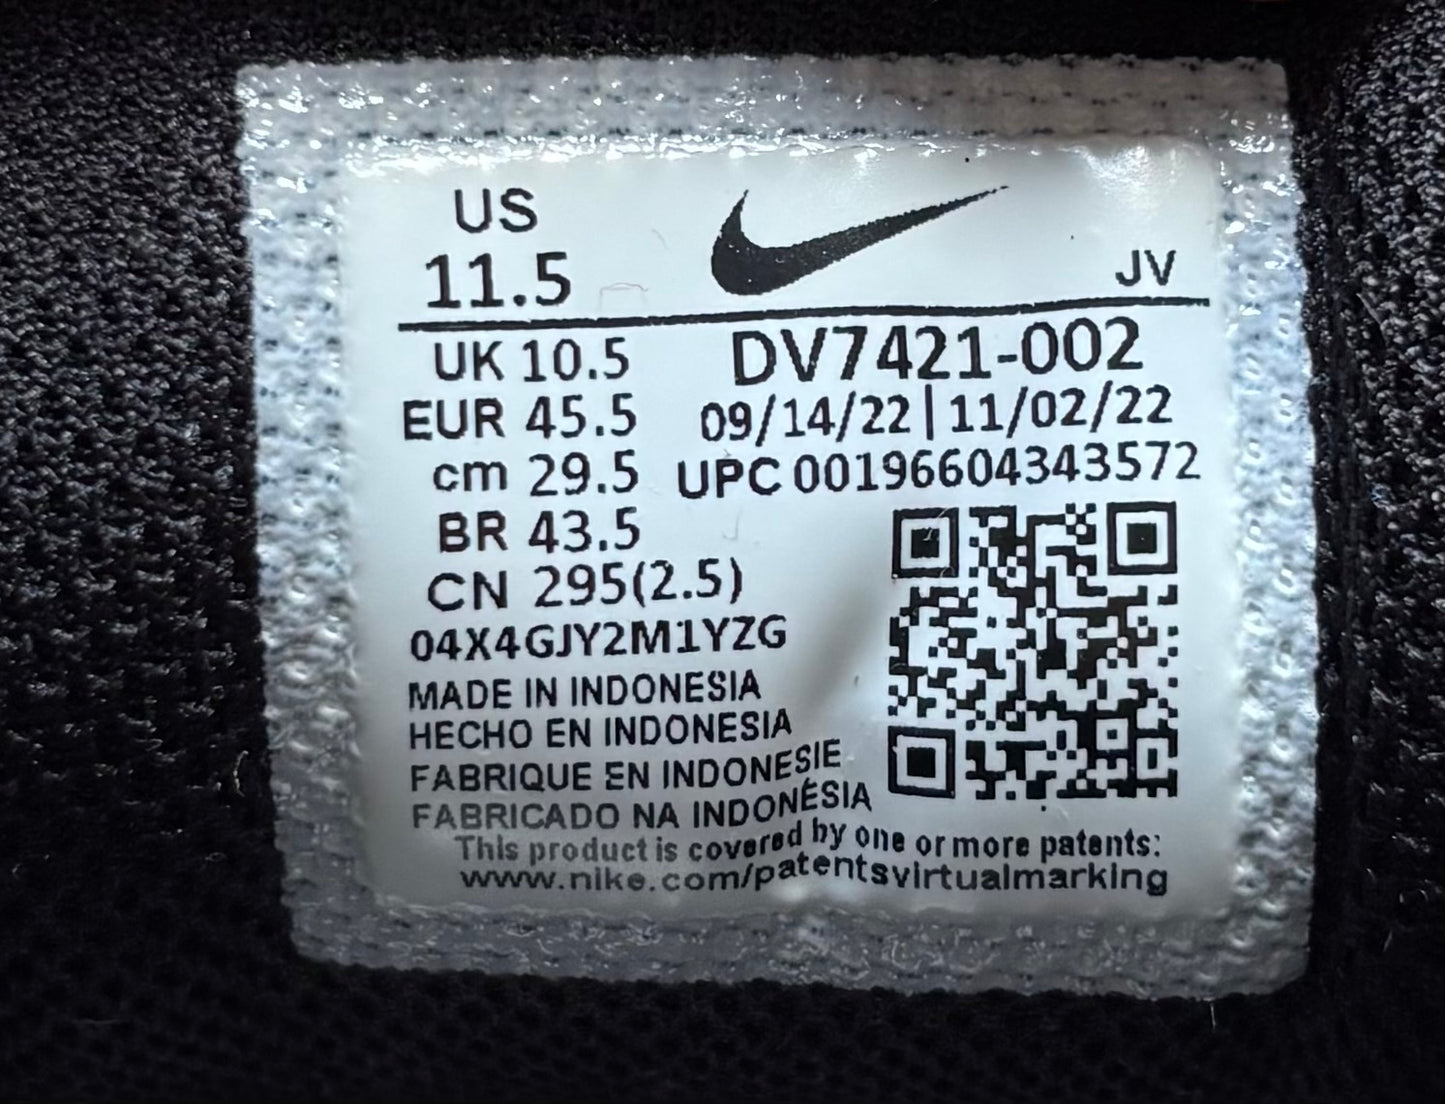 US
11.5
JV
UK 10.5
EUR 45.5
cm 29.5
BR 43.5
CN 295(2.5)
DV7421-002
09/14/22 | 11/02/22
UPC 00196604343572
04X4GJY2M1YZG
MADE IN INDONESIA
HECHO EN INDONESIA
FABRIQUE EN INDONESIE
FABRICADO NA INDONÉSIA
This product is covered by one or more patents:
www.nike.com/patentsvirtualmarking